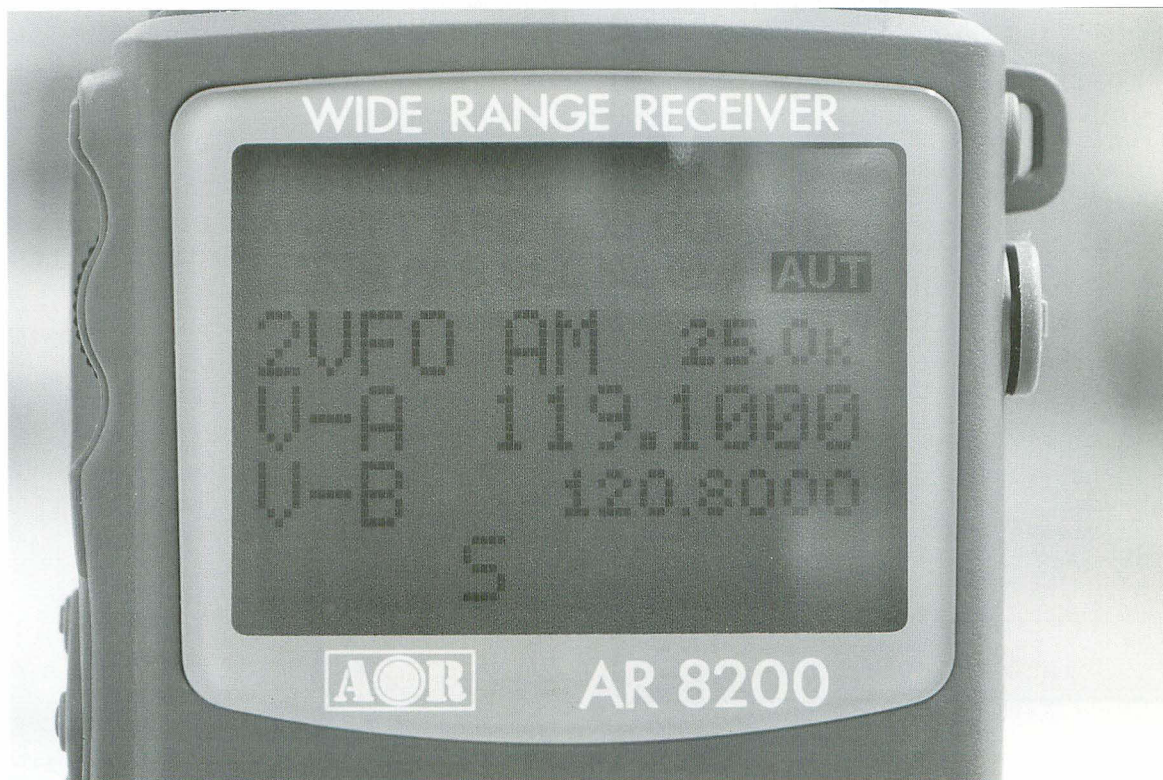 WIDE RANGE RECEIVER
AUT
2VFO AM 25.0k
V-A 119.1000
V-B 120.8000
S
AOR AR 8200